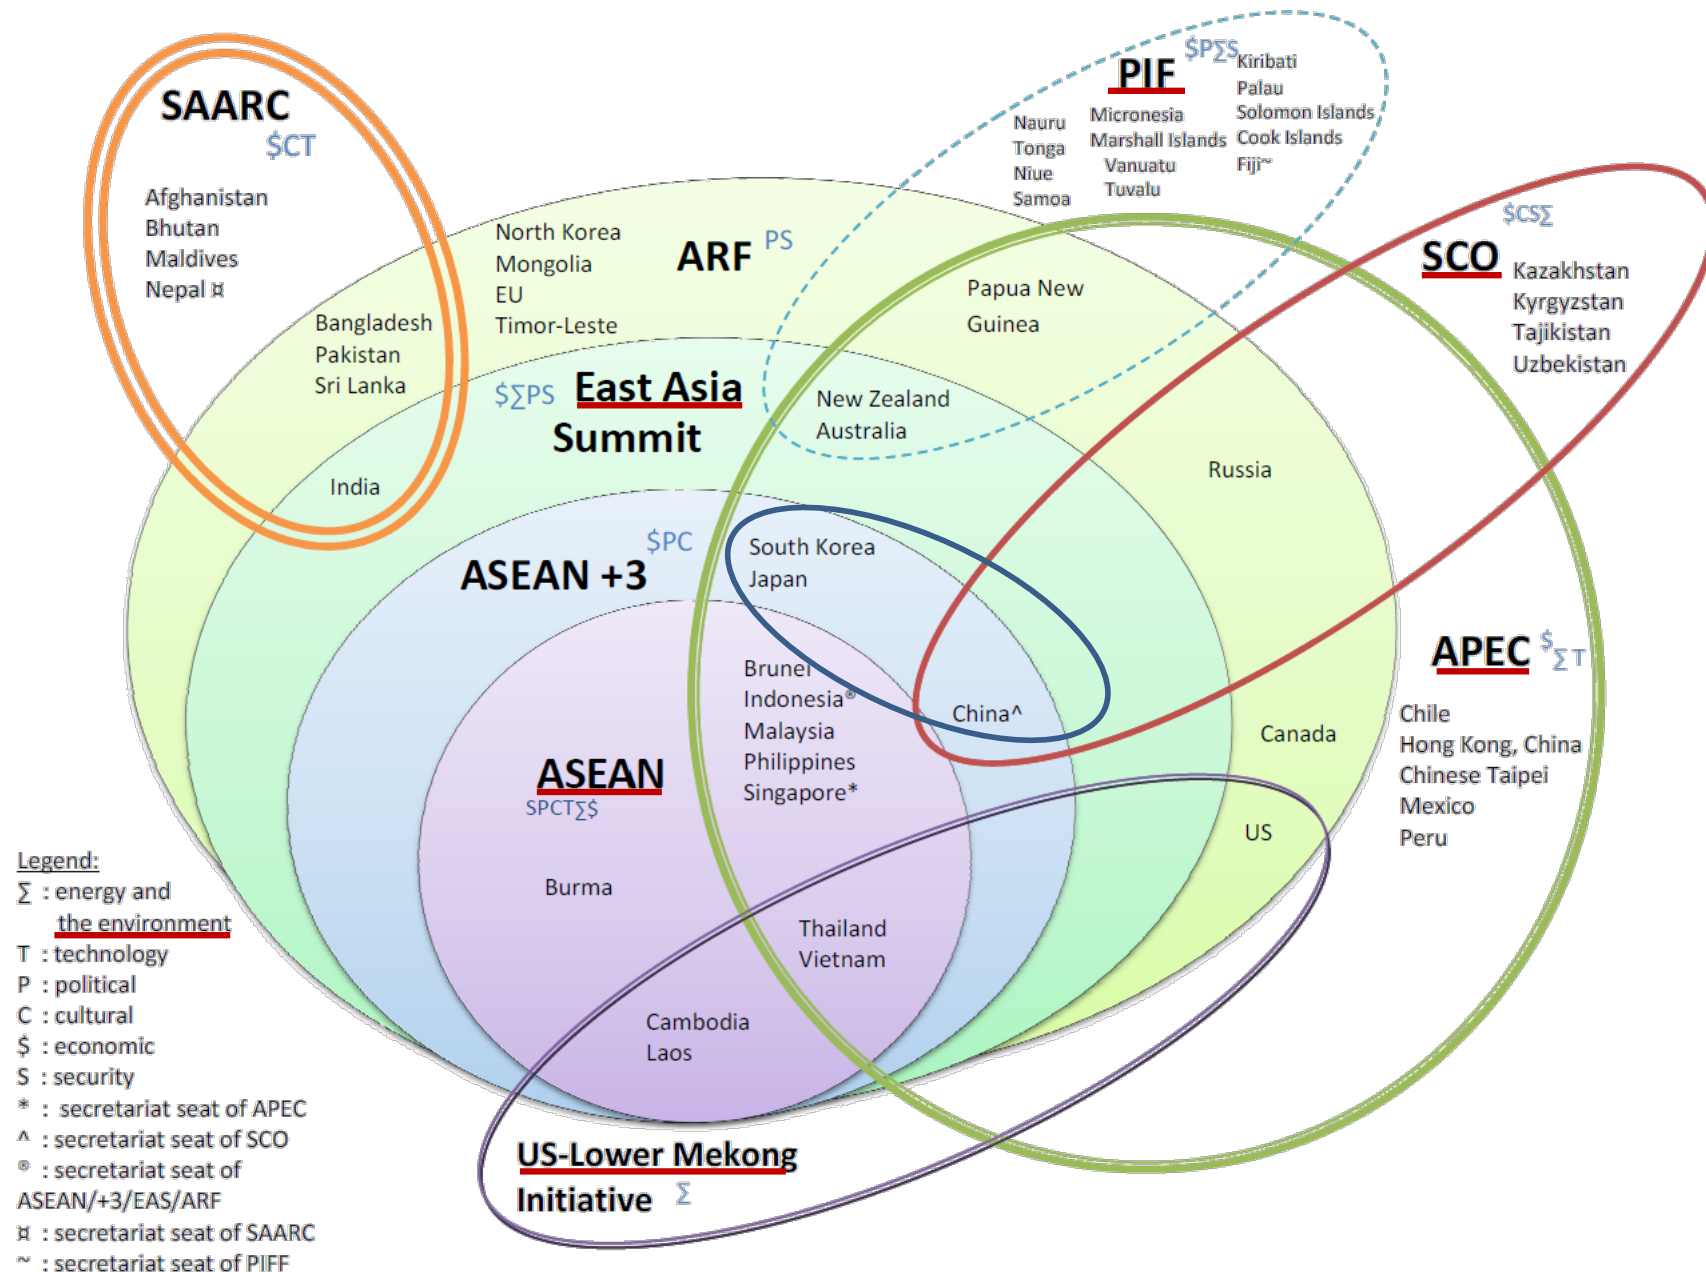 SAARC
$CT
Afghanistan
Bhutan
Maldives
Nepal ¤
Bangladesh
Pakistan
Sri Lanka
India
North Korea
Mongolia
EU
Timor-Leste
ARF PS
$∑PS East Asia
Summit
$PC
ASEAN +3
ASEAN
SPCT∑$
Burma
Cambodia
Laos
Thailand
Vietnam
Brunei
Indonesia®
Malaysia
Philippines
Singapore*
South Korea
Japan
China^
New Zealand
Australia
Papua New
Guinea
PIF $P∑S
Nauru
Tonga
Niue
Samoa
Micronesia
Marshall Islands
Vanuatu
Tuvalu
Kiribati
Palau
Solomon Islands
Cook Islands
Fiji~
$CS∑
SCO
Kazakhstan
Kyrgyzstan
Tajikistan
Uzbekistan
Russia
Canada
US
APEC $∑T
Chile
Hong Kong, China
Chinese Taipei
Mexico
Peru
US-Lower Mekong
Initiative ∑
Legend:
∑ : energy and
the environment
T : technology
P : political
C : cultural
$ : economic
S : security
* : secretariat seat of APEC
^ : secretariat seat of SCO
® : secretariat seat of
ASEAN/+3/EAS/ARF
¤ : secretariat seat of SAARC
~ : secretariat seat of PIFF